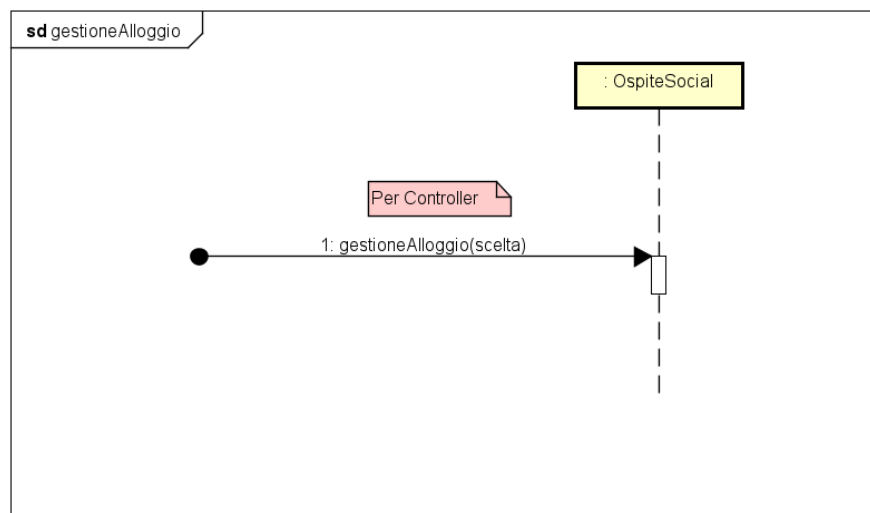 sd gestioneAlloggio
: OspiteSocial
Per Controller
1: gestioneAlloggio(scelta)